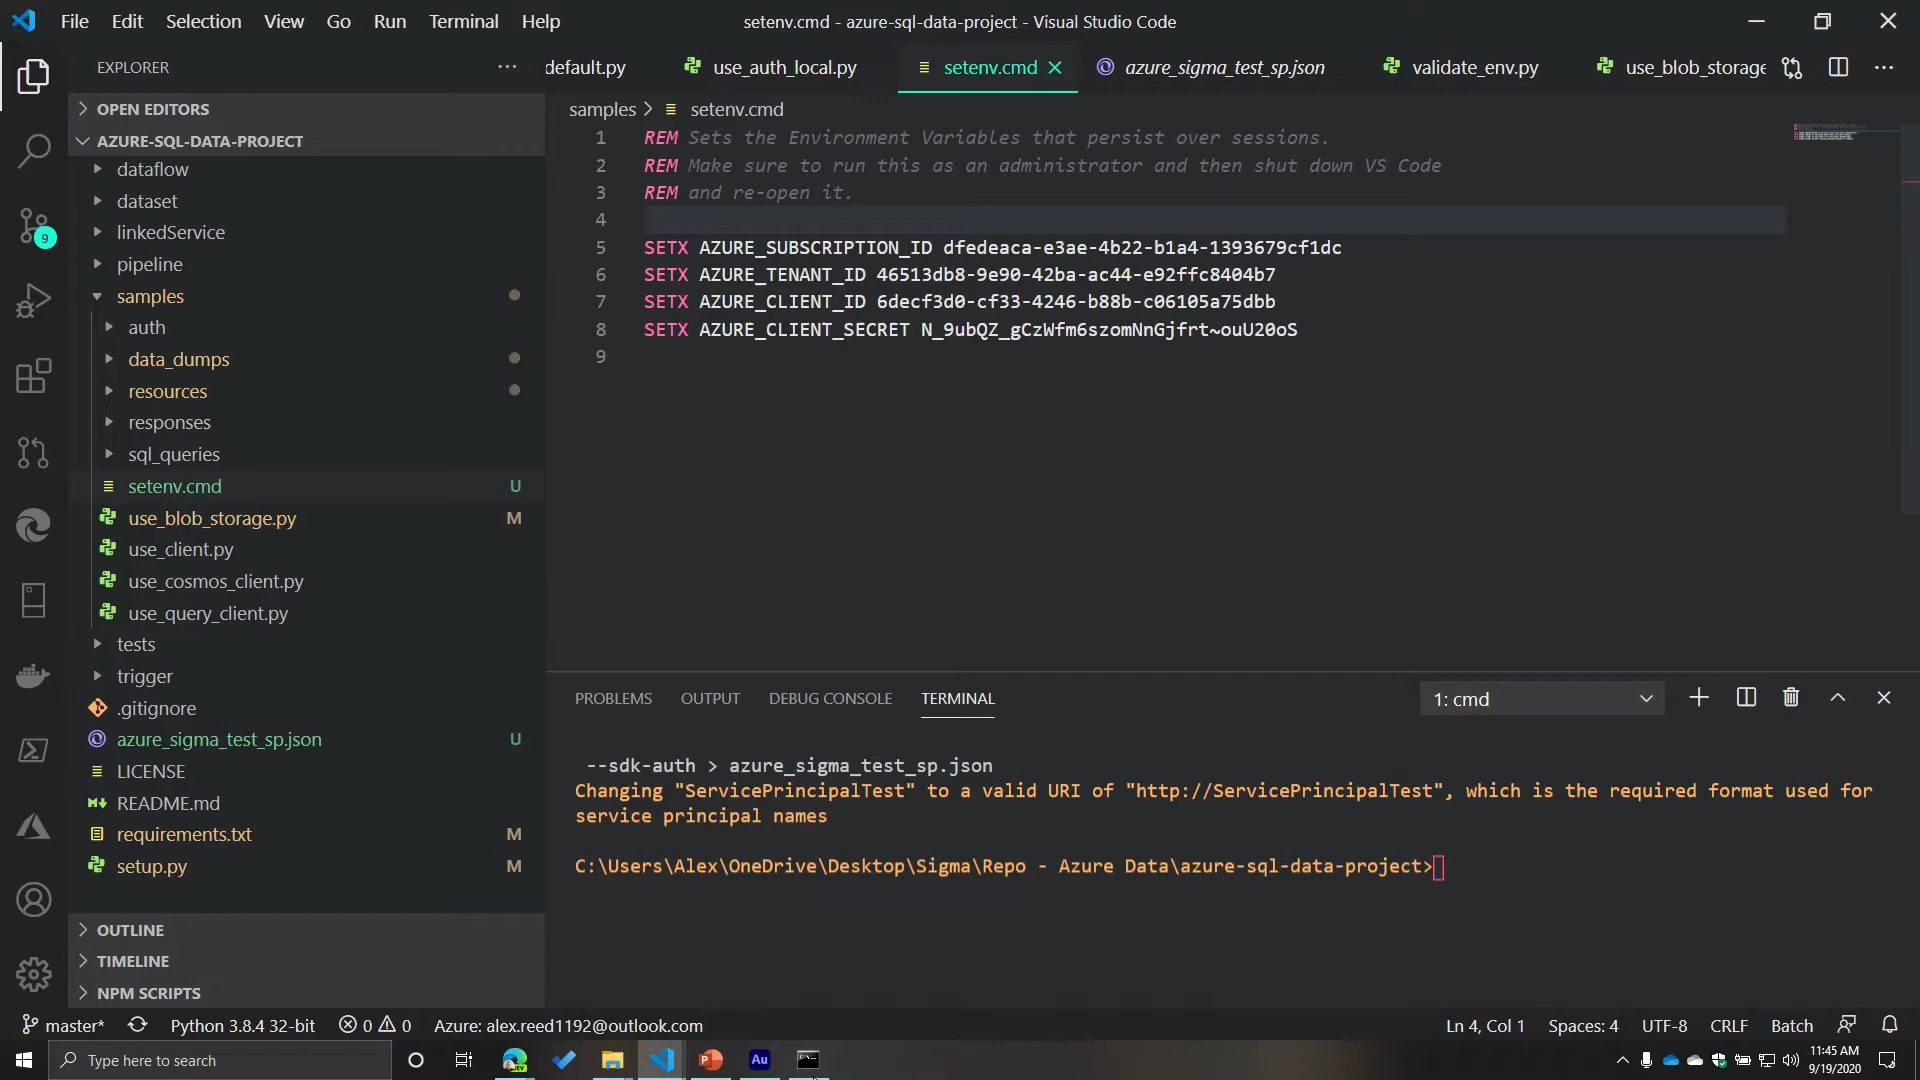 File Edit Selection View Go Run Terminal Help
setenv.cmd - azure-sql-data-project - Visual Studio Code
EXPLORER
default.py
use_auth_local.py
setenv.cmd
azure_sigma_test_sp.json
validate_env.py
use_blob_storage
OPEN EDITORS
AZURE-SQL-DATA-PROJECT
dataflow
dataset
linkedService
pipeline
samples
auth
data_dumps
resources
responses
sql_queries
setenv.cmd U
use_blob_storage.py M
use_client.py
use_cosmos_client.py
use_query_client.py
tests
trigger
.gitignore
azure_sigma_test_sp.json U
LICENSE
README.md
requirements.txt M
setup.py M
OUTLINE
TIMELINE
NPM SCRIPTS
9
samples > setenv.cmd
1 REM Sets the Environment Variables that persist over sessions.
2 REM Make sure to run this as an administrator and then shut down VS Code
3 REM and re-open it.
4
5 SETX AZURE_SUBSCRIPTION_ID dfedeaca-e3ae-4b22-b1a4-1393679cf1dc
6 SETX AZURE_TENANT_ID 46513db8-9e90-42ba-ac44-e92ffc8404b7
7 SETX AZURE_CLIENT_ID 6decf3d0-cf33-4246-b88b-c06105a75dbb
8 SETX AZURE_CLIENT_SECRET N_9ubQZ_gCzWfm6szomNnGjfrt~ouU20oS
9
PROBLEMS OUTPUT DEBUG CONSOLE TERMINAL
1: cmd
--sdk-auth > azure_sigma_test_sp.json
Changing "ServicePrincipalTest" to a valid URI of "http://ServicePrincipalTest", which is the required format used for
service principal names
C:\Users\Alex\OneDrive\Desktop\Sigma\Repo - Azure Data\azure-sql-data-project>
master* Python 3.8.4 32-bit 0 0 Azure: alex.reed1192@outlook.com
Ln 4, Col 1 Spaces: 4 UTF-8 CRLF Batch
Type here to search
Au
11:45 AM
9/19/2020